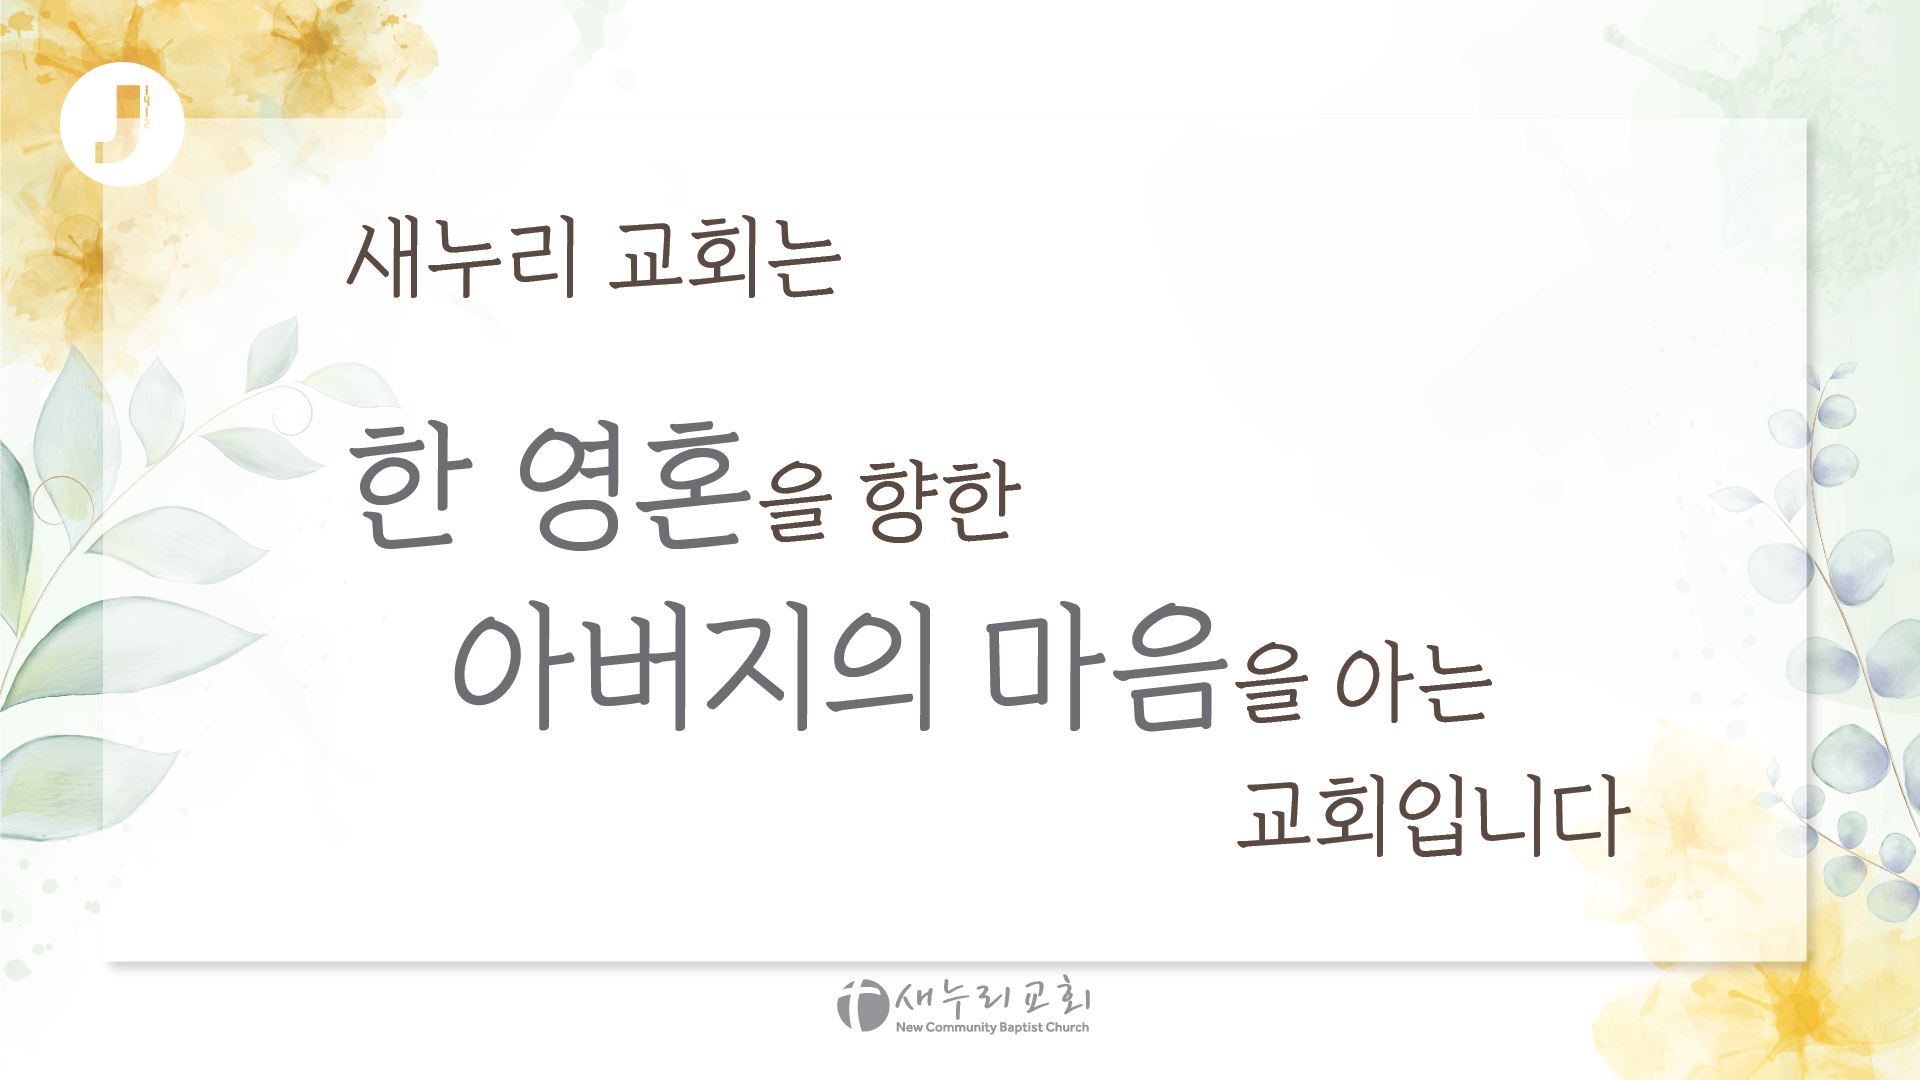 J
1412
새누리 교회는
한 영혼을 향한
아버지의 마음을 아는
교회입니다
새누리교회
New Community Baptist Church